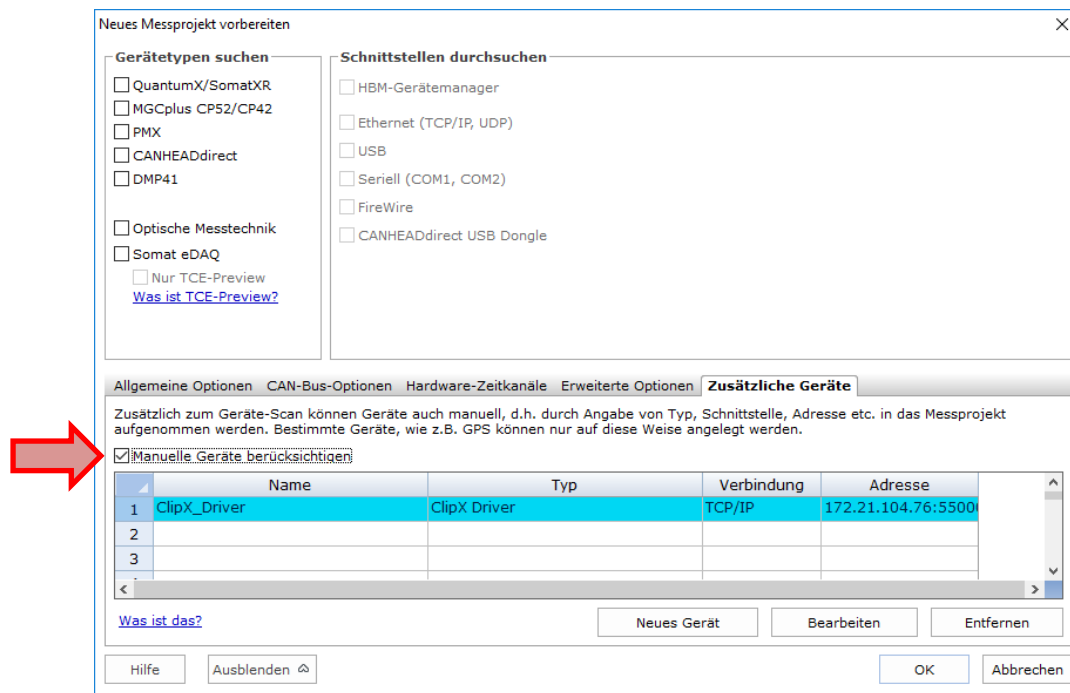 Neues Messprojekt vorbereiten
Gerätetypen suchen
QuantumX/SomatXR
MGCplus CP52/CP42
PMX
CANHEADdirect
DMP41
Optische Messtechnik
Somat eDAQ
Nur TCE-Preview
Was ist TCE-Preview?
Schnittstellen durchsuchen
HBM-Gerätemanager
Ethernet (TCP/IP, UDP)
USB
Seriell (COM1, COM2)
FireWire
CANHEADdirect USB Dongle
Allgemeine Optionen CAN-Bus-Optionen Hardware-Zeitkanäle Erweiterte Optionen Zusätzliche Geräte
Zusätzlich zum Geräte-Scan können Geräte auch manuell, d.h. durch Angabe von Typ, Schnittstelle, Adresse etc. in das Messprojekt
aufgenommen werden. Bestimmte Geräte, wie z.B. GPS können nur auf diese Weise angelegt werden.
Manuelle Geräte berücksichtigen
Name Typ Verbindung Adresse
1 ClipX_Driver ClipX Driver TCP/IP 172.21.104.76:5500
2
3
Was ist das? Neues Gerät Bearbeiten Entfernen
Hilfe Ausblenden OK Abbrechen